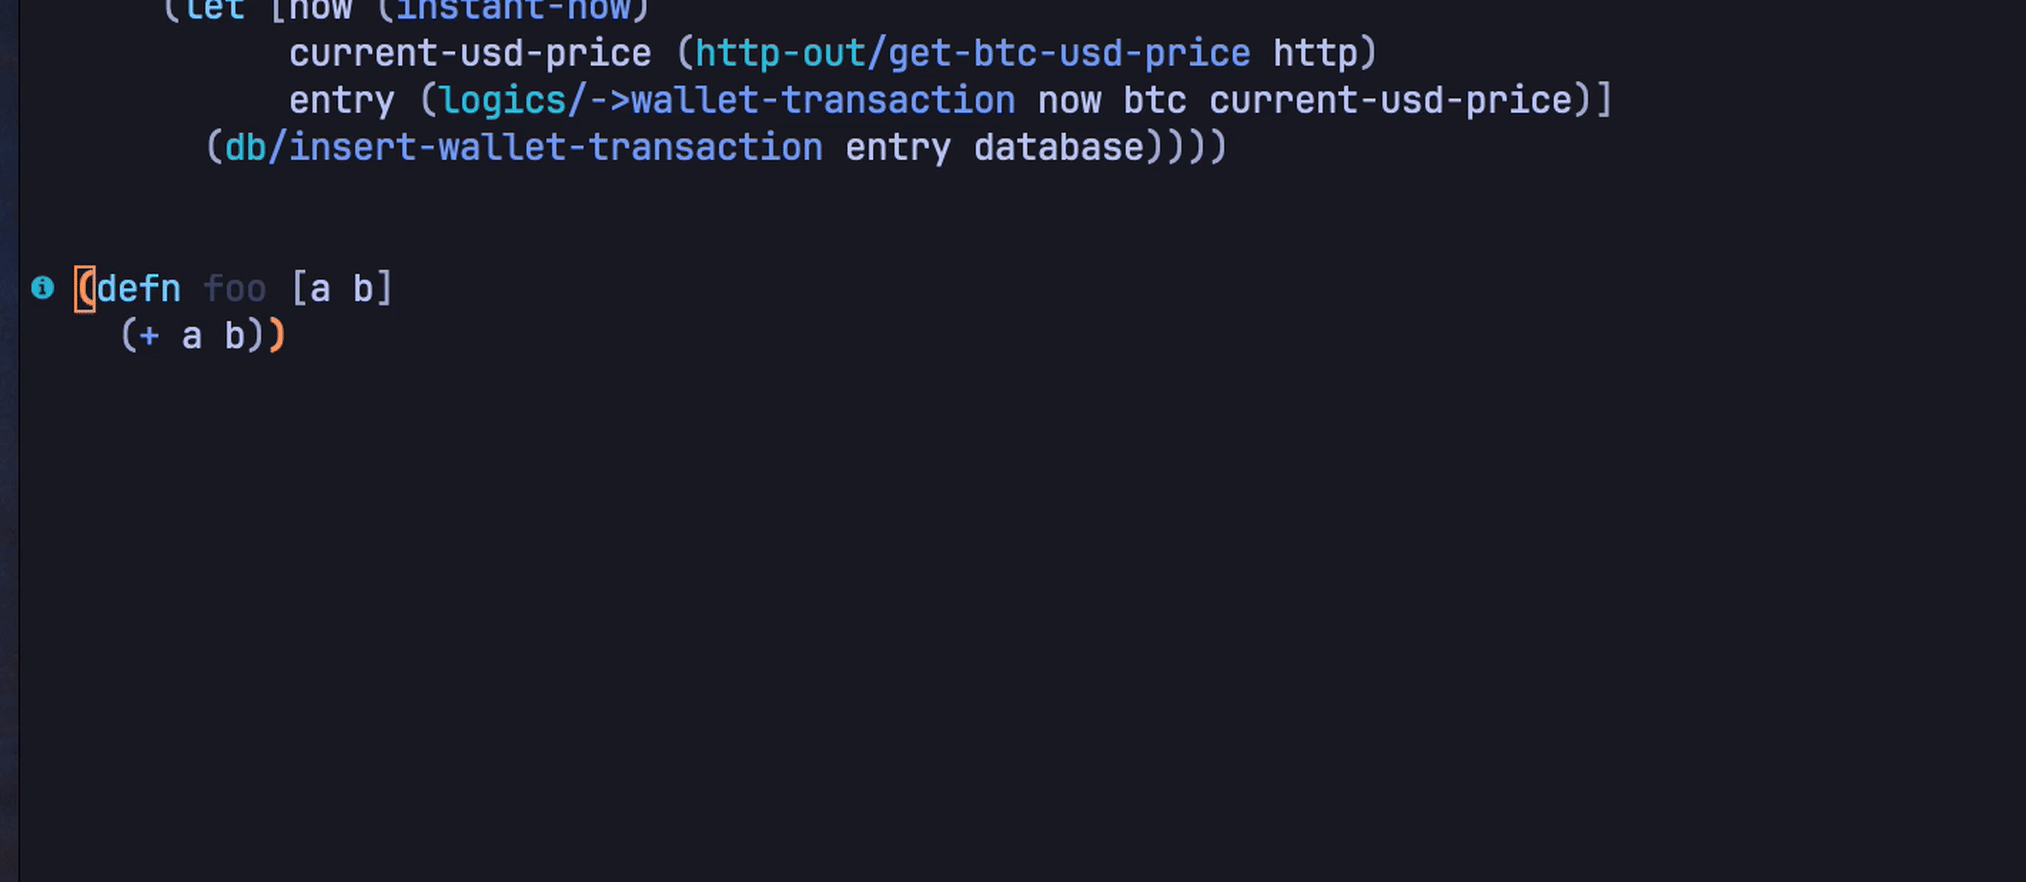 (let [now (instant-now)
current-usd-price (http-out/get-btc-usd-price http)
entry (logics/->wallet-transaction now btc current-usd-price)]
(db/insert-wallet-transaction entry database))))
(defn foo [a b]
(+ a b))